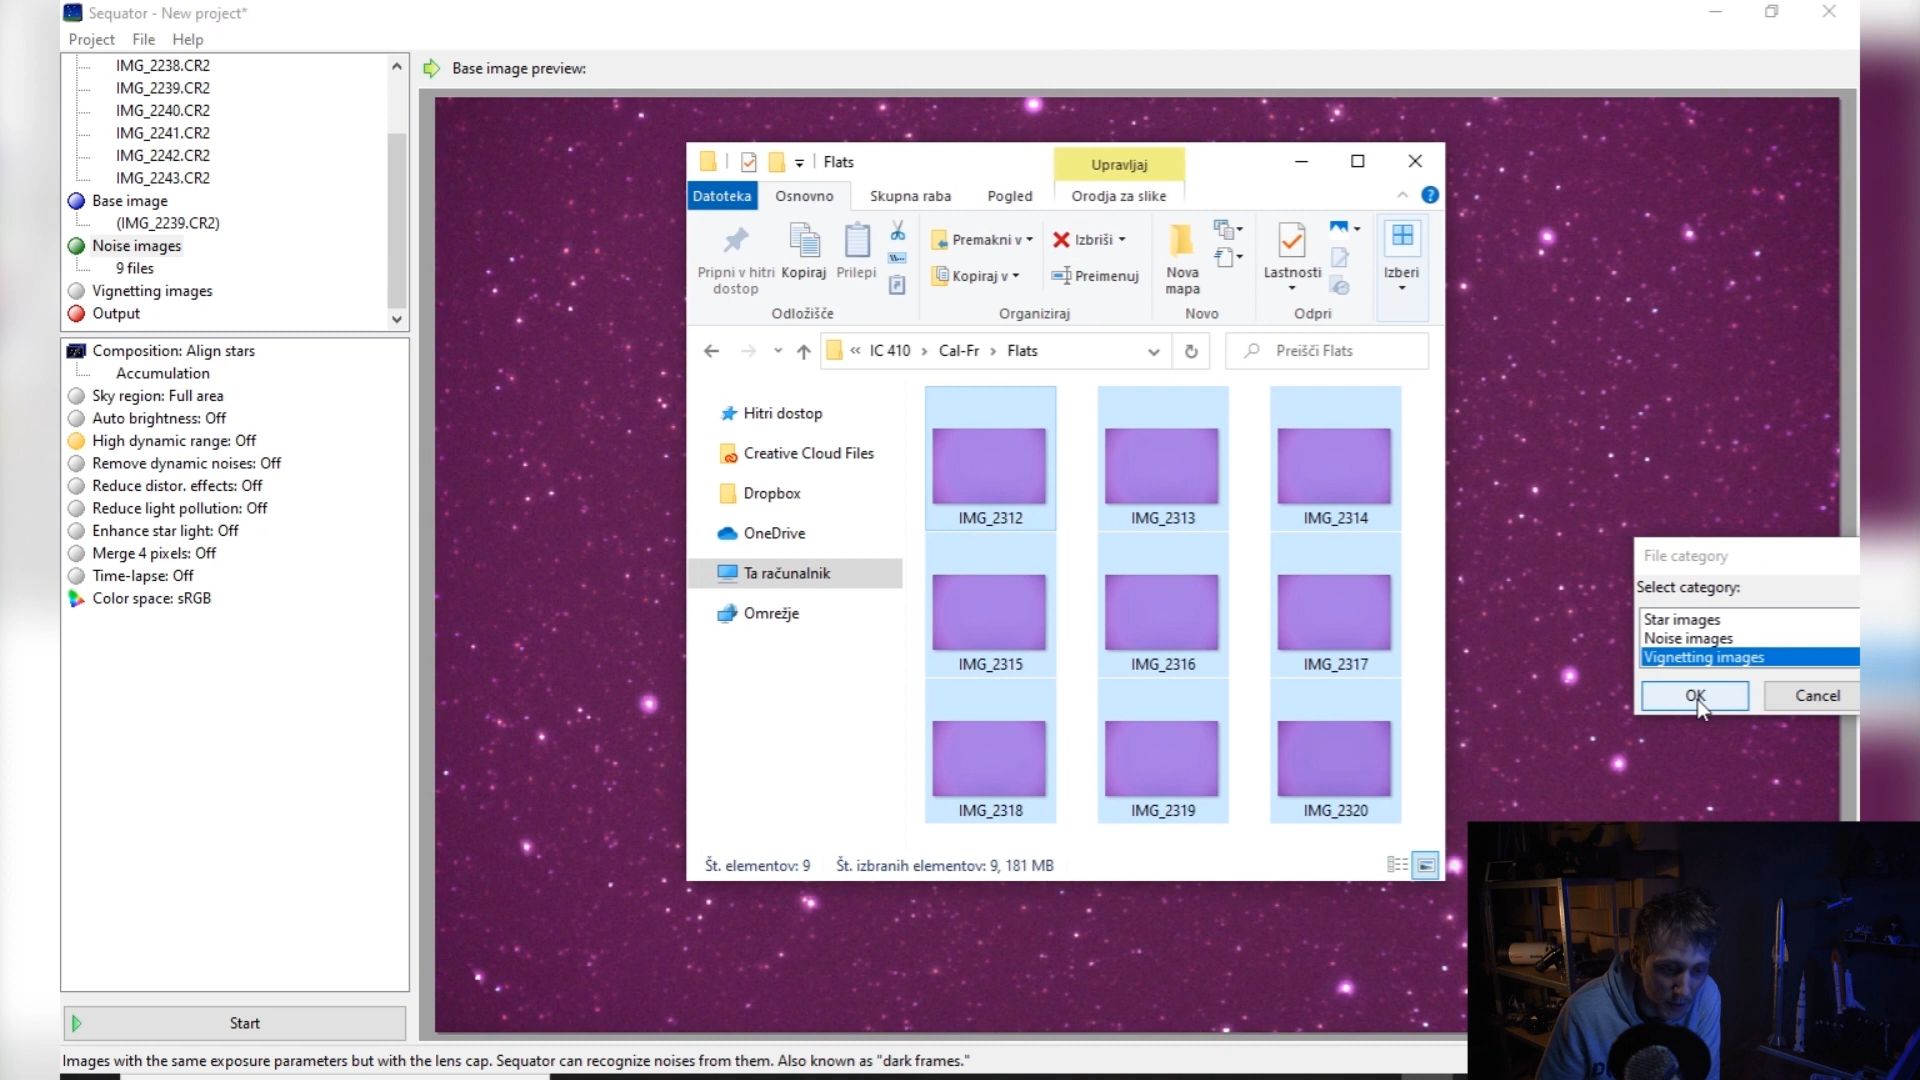 Sequator - New project*
Project File Help
IMG_2238.CR2
IMG_2239.CR2
IMG_2240.CR2
IMG_2241.CR2
IMG_2242.CR2
IMG_2243.CR2
Base image
(IMG_2239.CR2)
Noise images
9 files
Vignetting images
Output
Composition: Align stars
Accumulation
Sky region: Full area
Auto brightness: Off
High dynamic range: Off
Remove dynamic noises: Off
Reduce distor. effects: Off
Reduce light pollution: Off
Enhance star light: Off
Merge 4 pixels: Off
Time-lapse: Off
Color space: sRGB
Start
Images with the same exposure parameters but with the lens cap. Sequator can recognize noises from them. Also known as "dark frames."
Base image preview:
Flats
Upravljaj
Datoteka Osnovno Skupna raba Pogled Orodja za slike
Pripni v hitri dostop
Kopiraj
Prilepi
Premakni v
Kopiraj v
Izbriši
Preimenuj
Nova mapa
Lastnosti
Izberi
Odložišče Organiziraj Novo Odpri
« IC 410 › Cal-Fr › Flats
Preišči Flats
Hitri dostop
Creative Cloud Files
Dropbox
OneDrive
Ta računalnik
Omrežje
IMG_2312 IMG_2313 IMG_2314
IMG_2315 IMG_2316 IMG_2317
IMG_2318 IMG_2319 IMG_2320
Št. elementov: 9 Št. izbranih elementov: 9, 181 MB
File category
Select category:
Star images
Noise images
Vignetting images
OK Cancel